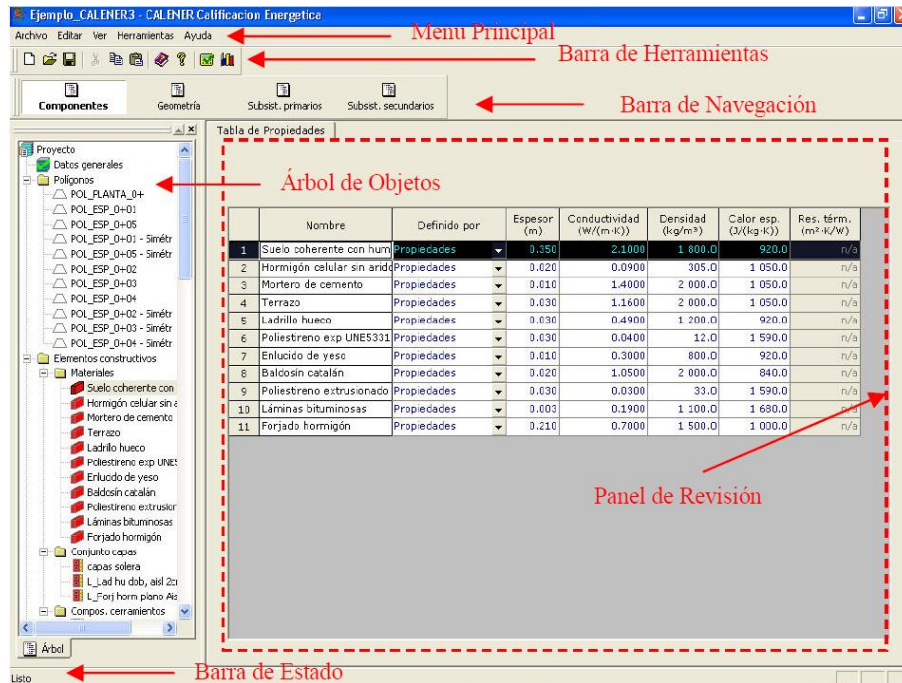 Ejemplo_CALENER3 - CALENER Calificacion Energetica
Archivo Editar Ver Herramientas Ayuda
Menu Principal
Barra de Herramientas
Componentes Geometría Subsist. primarios Subsist. secundarios
Barra de Navegación
Tabla de Propiedades
Proyecto
Datos generales
Polígonos
POL_PLANTA_0+
POL_ESP_0+01
POL_ESP_0+05
POL_ESP_0+01 - Simétr
POL_ESP_0+05 - Simétr
POL_ESP_0+02
POL_ESP_0+03
POL_ESP_0+04
POL_ESP_0+02 - Simétr
POL_ESP_0+03 - Simétr
POL_ESP_0+04 - Simétr
Elementos constructivos
Materiales
Suelo coherente con
Hormigón celular sin a
Mortero de cemento
Terrazo
Ladrillo hueco
Poliestireno exp UNE5
Enlucido de yeso
Baldosín catalán
Poliestireno extrusior
Láminas bituminosas
Forjado hormigón
Conjunto capas
capas solera
L_Lad hu dob, aisl 2cr
L_Forj horm plano Ais
Compos. cerramientos
Árbol
Árbol de Objetos
Nombre Definido por Espesor (m) Conductividad (W/(m·K)) Densidad (kg/m³) Calor esp. (J/(kg·K)) Res. térm. (m²·K/W)
1 Suelo coherente con hum Propiedades 0.350 2.1000 1 800.0 920.0 n/a
2 Hormigón celular sin arido Propiedades 0.020 0.0900 305.0 1 050.0 n/a
3 Mortero de cemento Propiedades 0.010 1.4000 2 000.0 1 050.0 n/a
4 Terrazo Propiedades 0.030 1.1600 2 000.0 1 050.0 n/a
5 Ladrillo hueco Propiedades 0.030 0.4900 1 200.0 920.0 n/a
6 Poliestireno exp UNE5331 Propiedades 0.030 0.0400 12.0 1 590.0 n/a
7 Enlucido de yeso Propiedades 0.010 0.3000 800.0 920.0 n/a
8 Baldosín catalán Propiedades 0.020 1.0500 2 000.0 840.0 n/a
9 Poliestireno extrusionado Propiedades 0.030 0.0300 33.0 1 590.0 n/a
10 Láminas bituminosas Propiedades 0.003 0.1900 1 100.0 1 680.0 n/a
11 Forjado hormigón Propiedades 0.210 0.7000 1 500.0 1 000.0 n/a
Panel de Revisión
Barra de Estado
Listo